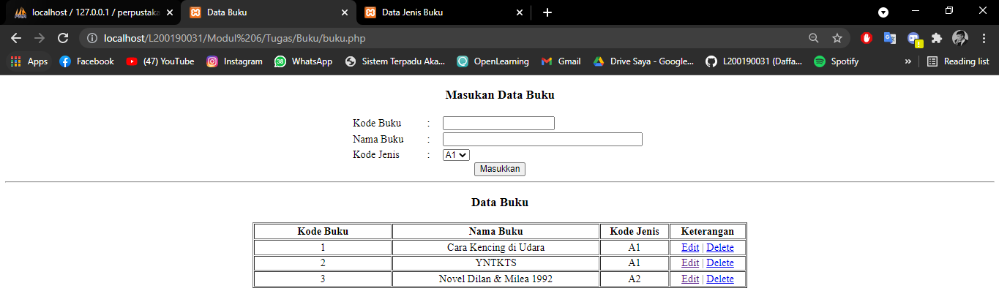 localhost / 127.0.0.1 / perpustaka
Data Buku
Data Jenis Buku
localhost/L200190031/Modul%206/Tugas/Buku/buku.php
Apps Facebook (47) YouTube Instagram 38 WhatsApp Sistem Terpadu Aka... OpenLearning Gmail Drive Saya - Google... L200190031 (Daffa... Spotify » Reading list
Masukan Data Buku
Kode Buku :
Nama Buku :
Kode Jenis : A1
Masukkan
Data Buku
Kode Buku Nama Buku Kode Jenis Keterangan
1 Cara Kencing di Udara A1 Edit | Delete
2 YNTKTS A1 Edit | Delete
3 Novel Dilan & Milea 1992 A2 Edit | Delete